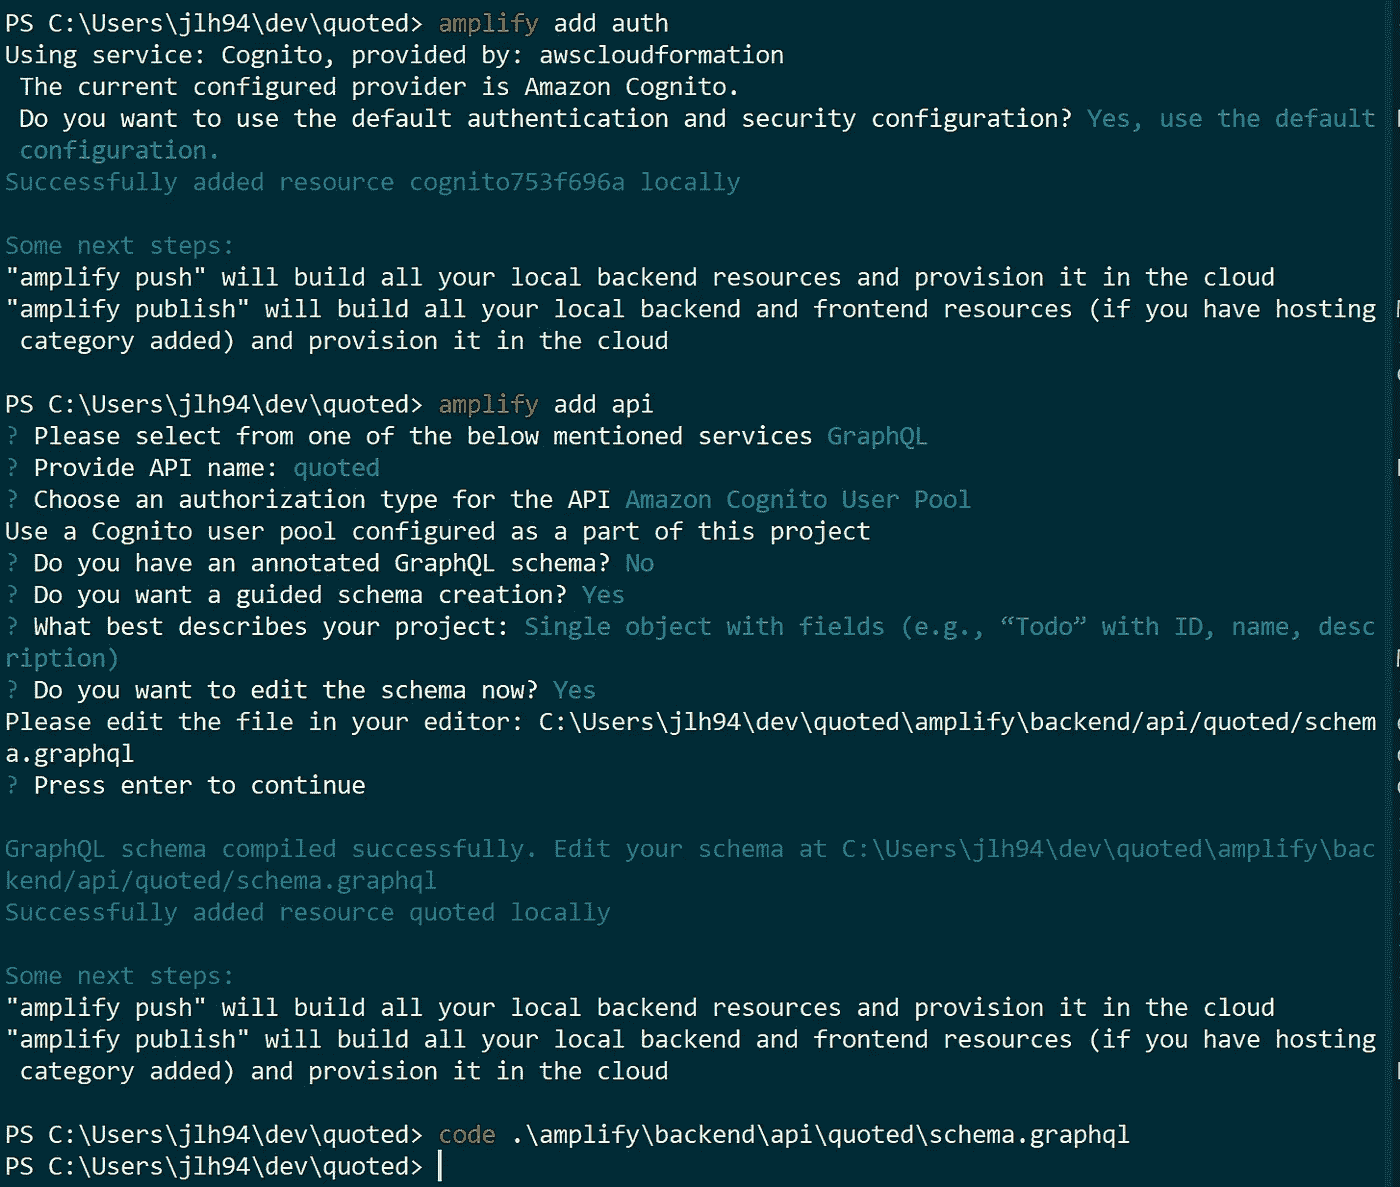 PS C:\Users\jlh94\dev\quoted> amplify add auth
Using service: Cognito, provided by: awscloudformation
The current configured provider is Amazon Cognito.
Do you want to use the default authentication and security configuration? Yes, use the default
configuration.
Successfully added resource cognito753f696a locally
Some next steps:
"amplify push" will build all your local backend resources and provision it in the cloud
"amplify publish" will build all your local backend and frontend resources (if you have hosting
category added) and provision it in the cloud
PS C:\Users\jlh94\dev\quoted> amplify add api
? Please select from one of the below mentioned services GraphQL
? Provide API name: quoted
? Choose an authorization type for the API Amazon Cognito User Pool
Use a Cognito user pool configured as a part of this project
? Do you have an annotated GraphQL schema? No
? Do you want a guided schema creation? Yes
? What best describes your project: Single object with fields (e.g., “Todo” with ID, name, desc
ription)
? Do you want to edit the schema now? Yes
Please edit the file in your editor: C:\Users\jlh94\dev\quoted\amplify\backend/api/quoted/schem
a.graphql
? Press enter to continue
GraphQL schema compiled successfully. Edit your schema at C:\Users\jlh94\dev\quoted\amplify\bac
kend/api/quoted/schema.graphql
Successfully added resource quoted locally
Some next steps:
"amplify push" will build all your local backend resources and provision it in the cloud
"amplify publish" will build all your local backend and frontend resources (if you have hosting
category added) and provision it in the cloud
PS C:\Users\jlh94\dev\quoted> code .\amplify\backend\api\quoted\schema.graphql
PS C:\Users\jlh94\dev\quoted>